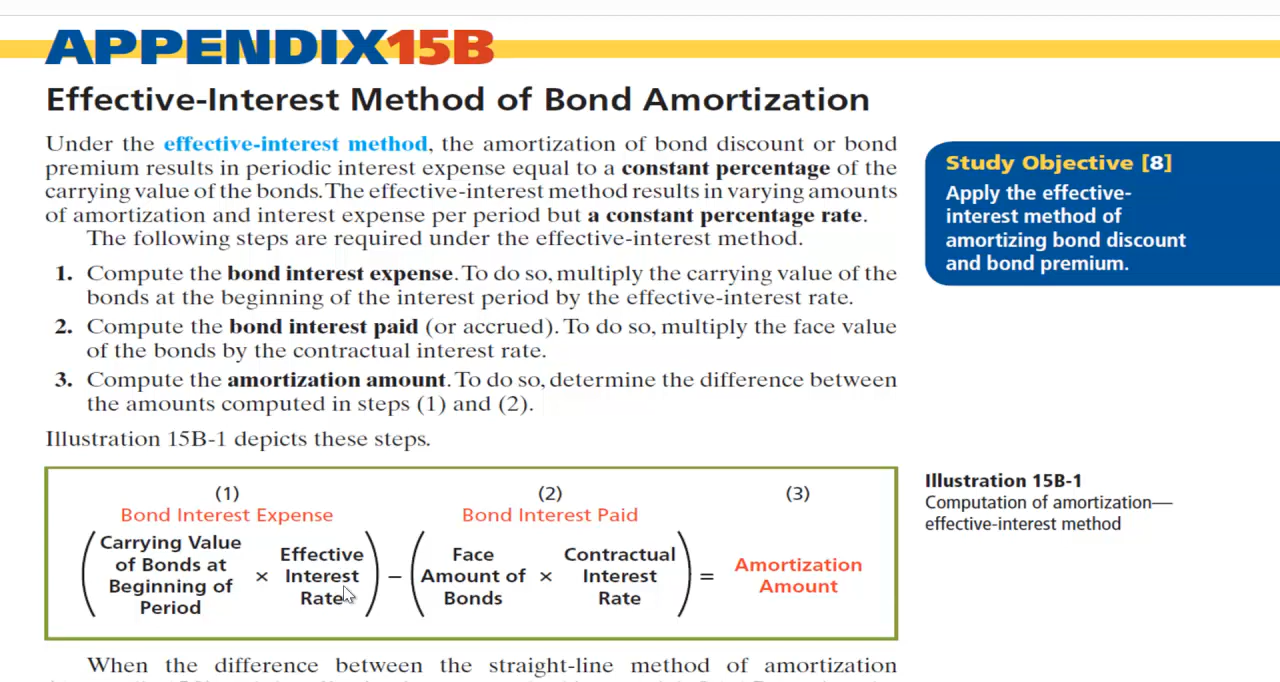 APPENDIX15B
Effective-Interest Method of Bond Amortization
Under the effective-interest method, the amortization of bond discount or bond
premium results in periodic interest expense equal to a constant percentage of the
carrying value of the bonds. The effective-interest method results in varying amounts
of amortization and interest expense per period but a constant percentage rate.
The following steps are required under the effective-interest method.
1. Compute the bond interest expense. To do so, multiply the carrying value of the
bonds at the beginning of the interest period by the effective-interest rate.
2. Compute the bond interest paid (or accrued). To do so, multiply the face value
of the bonds by the contractual interest rate.
3. Compute the amortization amount. To do so, determine the difference between
the amounts computed in steps (1) and (2).
Illustration 15B-1 depicts these steps.
Study Objective [8]
Apply the effective-
interest method of
amortizing bond discount
and bond premium.
(1)
Bond Interest Expense
(Carrying Value
of Bonds at
Beginning of
Period
×
Effective
Interest
Rate)
−
(2)
Bond Interest Paid
(Face
Amount of
Bonds
×
Contractual
Interest
Rate)
=
(3)
Amortization
Amount
Illustration 15B-1
Computation of amortization—
effective-interest method
When the difference between the straight-line method of amortization